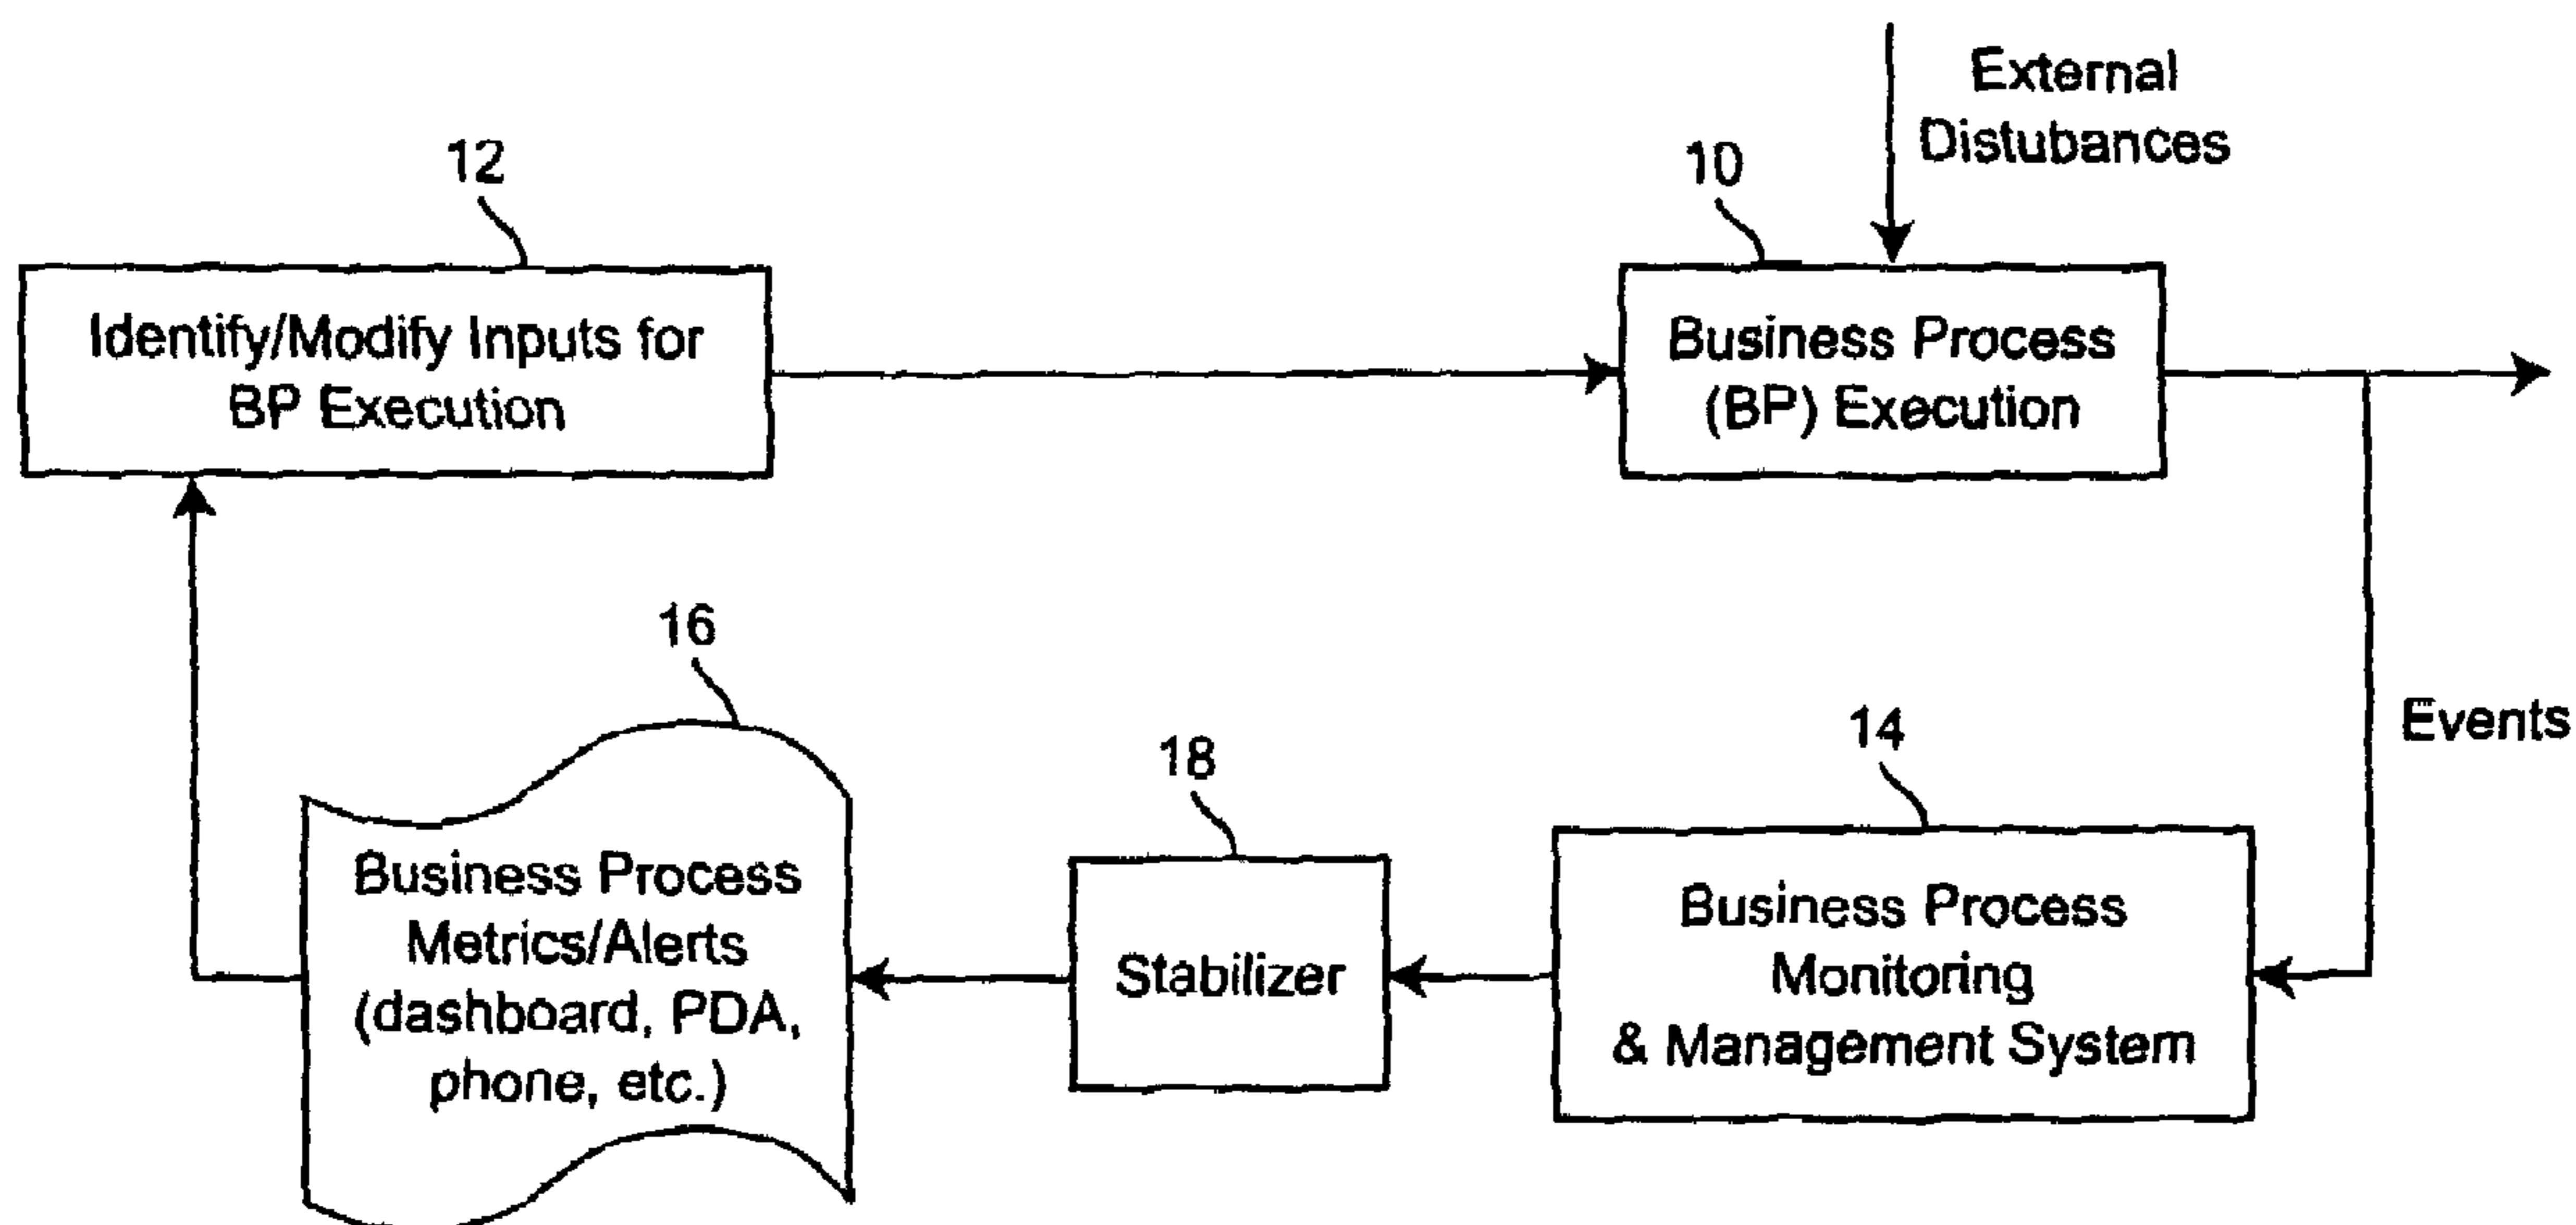 External
Distubances
12
10
Identify/Modify Inputs for
BP Execution
Business Process
(BP) Execution
16
18
14
Events
Business Process
Metrics/Alerts
(dashboard, PDA,
phone, etc.)
Stabilizer
Business Process
Monitoring
& Management System